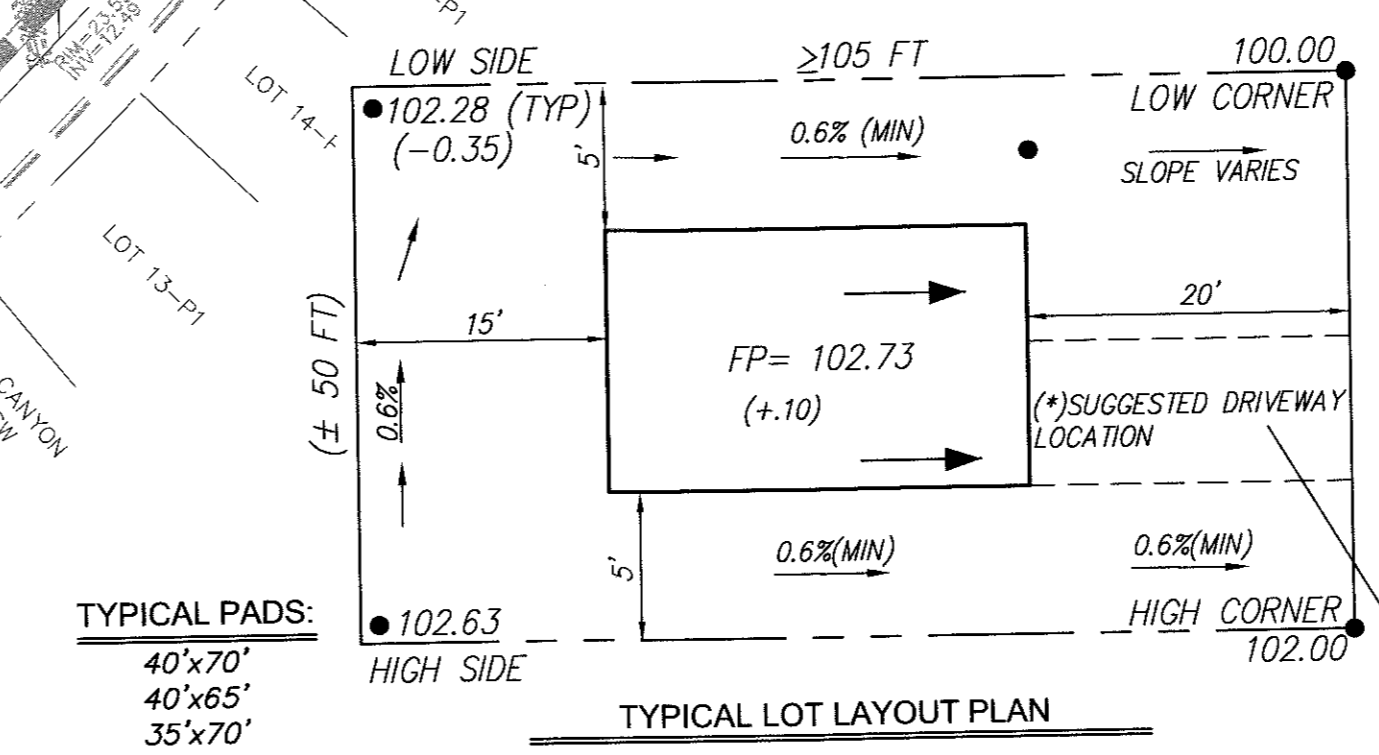 RIM=23.5
INV=12.49
-P1
LOT 14-
LOT 13-P1
CANYON
LOW SIDE
≥105 FT
100.00
LOW CORNER
102.28 (TYP)
(-0.35)
5'
0.6% (MIN)
SLOPE VARIES
(± 50 FT)
0.6%
15'
20'
FP= 102.73
(+.10)
(*)SUGGESTED DRIVEWAY
LOCATION
5'
0.6%(MIN)
0.6%(MIN)
HIGH CORNER
102.00
102.63
HIGH SIDE
TYPICAL PADS:
40'x70'
40'x65'
35'x70'
TYPICAL LOT LAYOUT PLAN